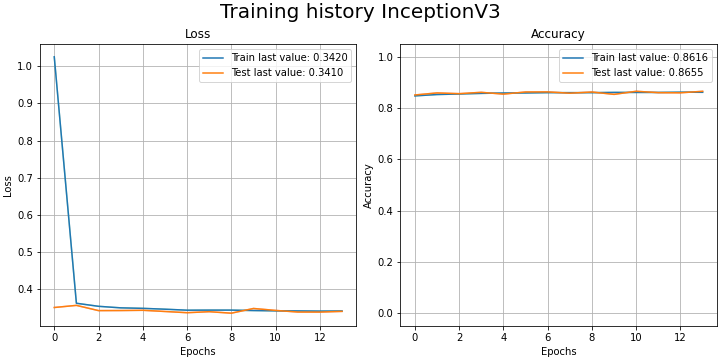 Training history InceptionV3
Loss
Train last value: 0.3420
Test last value: 0.3410
1.0
0.9
0.8
0.7
0.6
0.5
0.4
Loss
0 2 4 6 8 10 12
Epochs
Accuracy
Train last value: 0.8616
Test last value: 0.8655
1.0
0.8
0.6
0.4
0.2
0.0
Accuracy
0 2 4 6 8 10 12
Epochs